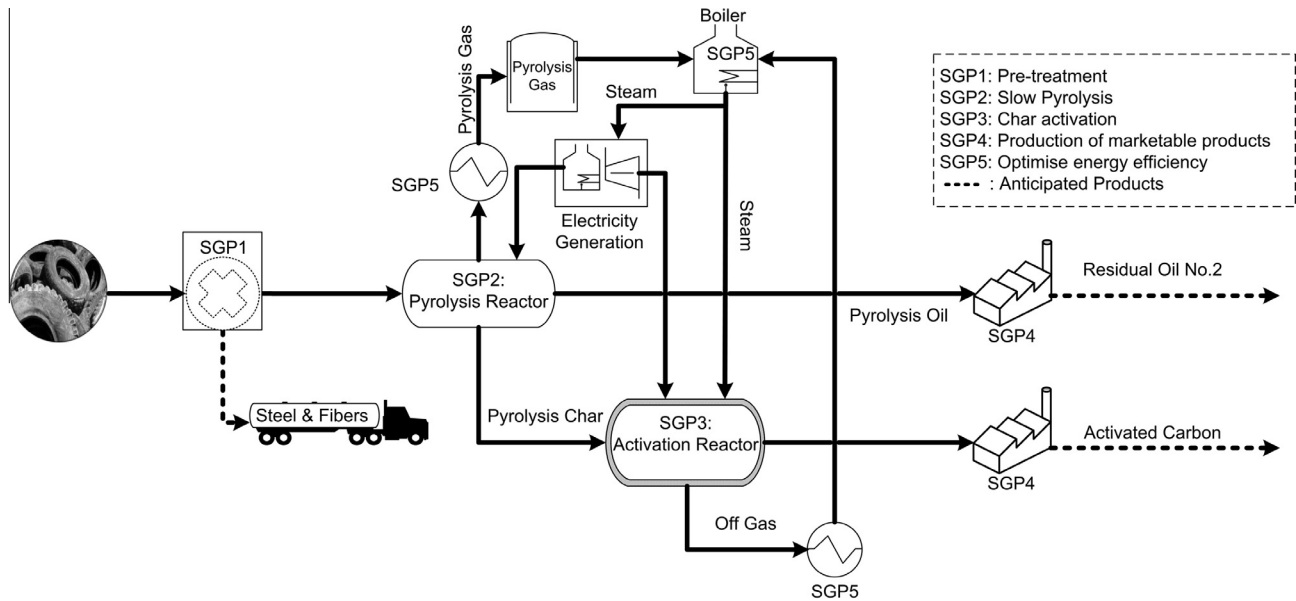 Boiler
SGP5
Pyrolysis Gas
Pyrolysis
Gas
Steam
SGP5
Electricity
Generation
Steam
SGP1: Pre-treatment
SGP2: Slow Pyrolysis
SGP3: Char activation
SGP4: Production of marketable products
SGP5: Optimise energy efficiency
: Anticipated Products
SGP1
SGP2:
Pyrolysis Reactor
Pyrolysis Oil
SGP4
Residual Oil No.2
Steel & Fibers
Pyrolysis Char
SGP3:
Activation Reactor
SGP4
Activated Carbon
Off Gas
SGP5